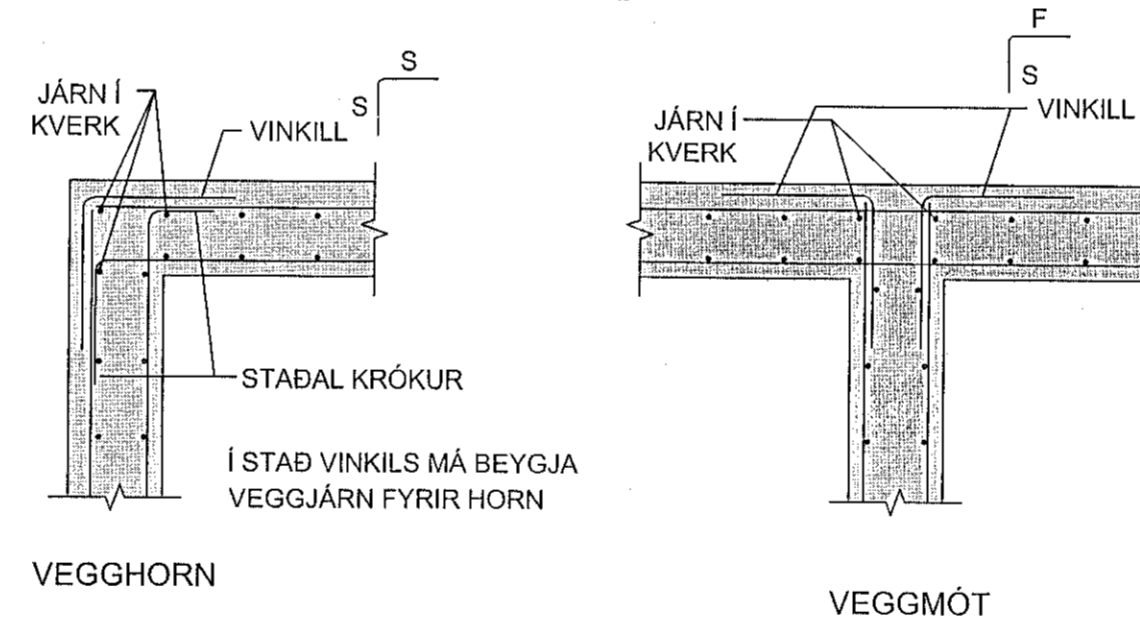 S
S
JÁRN Í
KVERK
VINKILL
STAÐAL KRÓKUR
Í STAÐ VINKILS MÁ BEYGJA
VEGGJÁRN FYRIR HORN
VEGGHORN
F
S
JÁRN Í
KVERK
VINKILL
VEGGMÓT